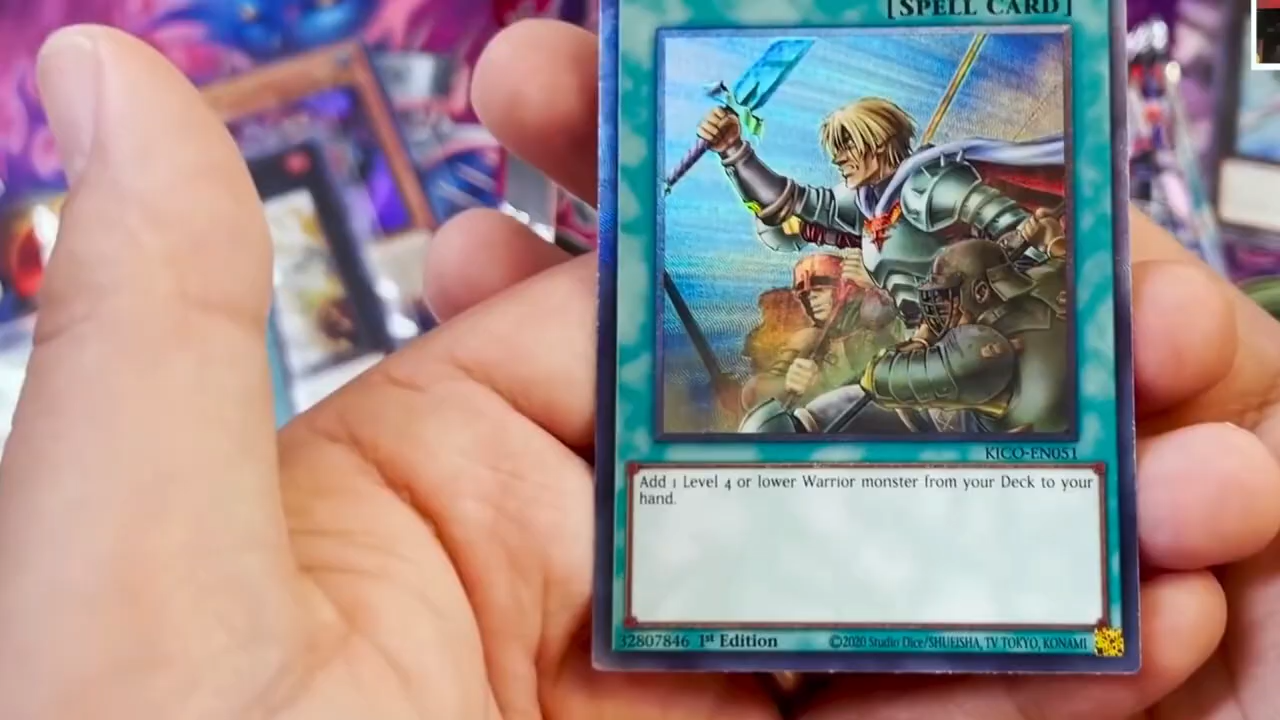 [SPELL CARD]
KICO-EN051
Add 1 Level 4 or lower Warrior monster from your Deck to your
hand.
32807846 1st Edition ©2020 Studio Dice/SHUEISHA, TV TOKYO, KONAMI